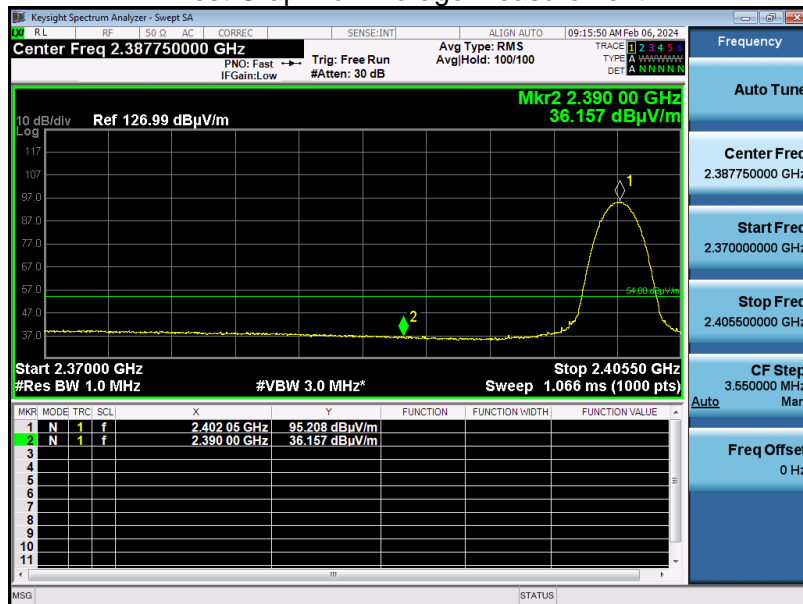 Keysight Spectrum Analyzer - Swept SA
LXI RL RF 50 Ω AC CORREC SENSE:INT ALIGN AUTO 09:15:50 AM Feb 06, 2024
Center Freq 2.387750000 GHz
PNO: Fast
IFGain:Low
Trig: Free Run
#Atten: 30 dB
Avg Type: RMS
Avg|Hold: 100/100
TRACE 1 2 3 4 5 6
TYPE A WWWWW
DET A N N N N N
Frequency
Mkr2 2.390 00 GHz
36.157 dBµV/m
10 dB/div Ref 126.99 dBµV/m
Log
117
107
97.0
87.0
77.0
67.0
57.0
47.0
37.0
1
54.00 dBµV/m
2
Start 2.37000 GHz Stop 2.40550 GHz
#Res BW 1.0 MHz #VBW 3.0 MHz* Sweep 1.066 ms (1000 pts)
Auto Tune
Center Freq
2.387750000 GHz
Start Freq
2.370000000 GHz
Stop Freq
2.405500000 GHz
CF Step
3.550000 MHz
Auto Man
Freq Offset
0 Hz
MKR MODE TRC SCL X Y FUNCTION FUNCTION WIDTH FUNCTION VALUE
1 N 1 f 2.402 05 GHz 95.208 dBµV/m
2 N 1 f 2.390 00 GHz 36.157 dBµV/m
3
4
5
6
7
8
9
10
11
MSG STATUS